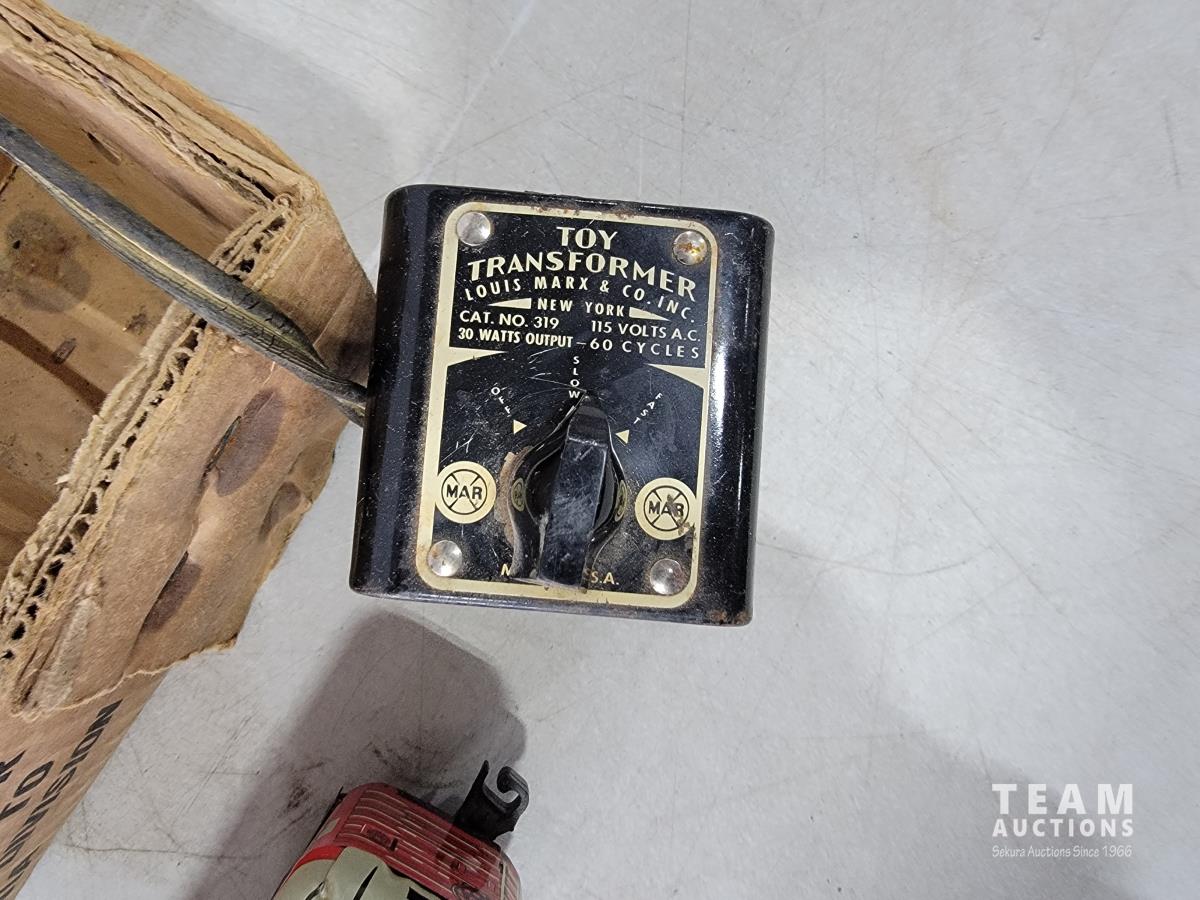 TOY
TRANSFORMER
LOUIS MARX & CO. INC.
NEW YORK
CAT. NO. 319 115 VOLTS A.C.
30 WATTS OUTPUT - 60 CYCLES
SLOW
OFF
FAST
MAR
MAR
S.A.
TEAM
AUCTIONS
Sekura Auctions Since 1966